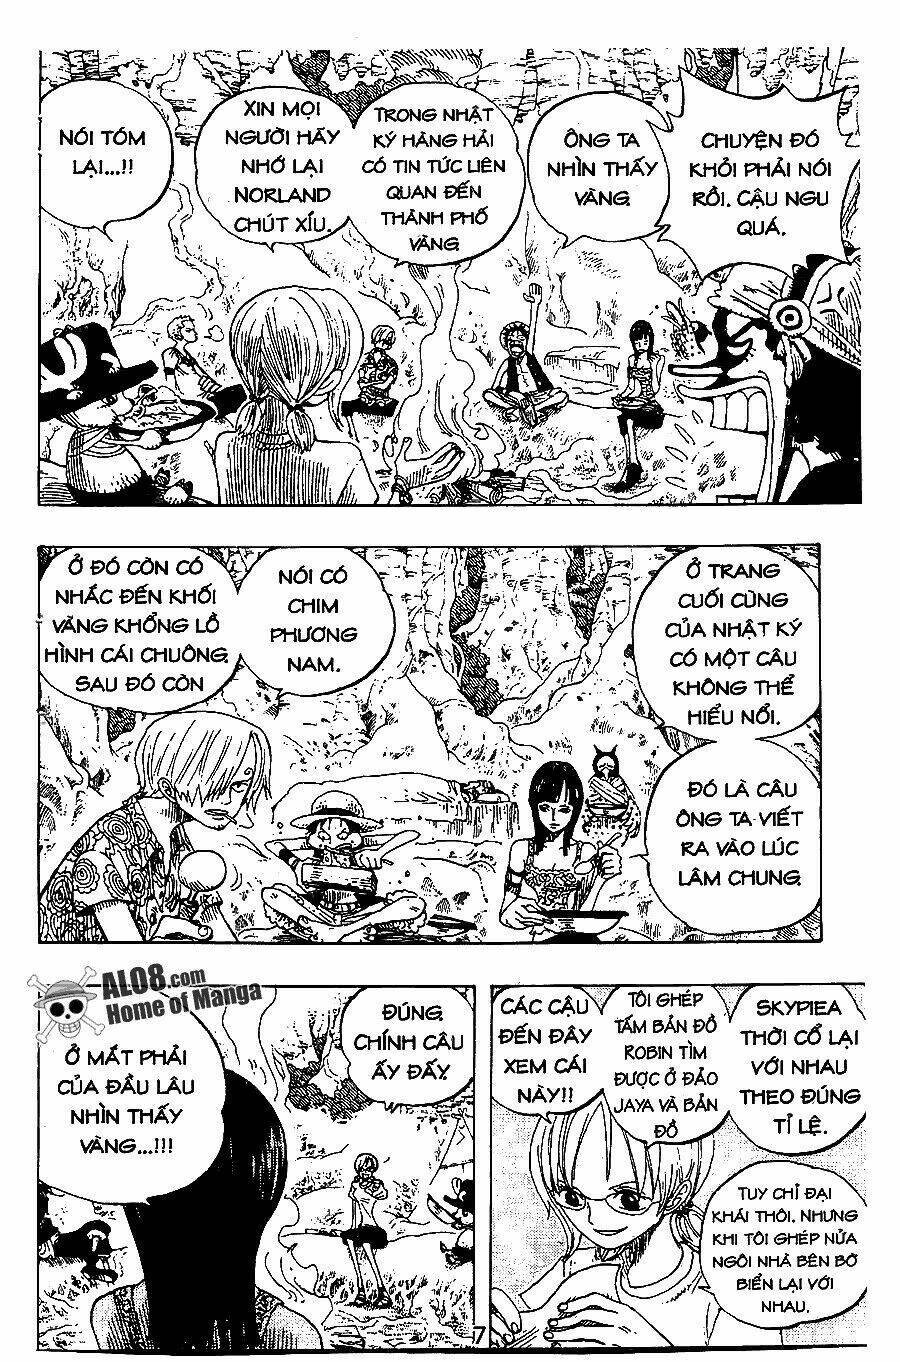 NÓI TÓM
LẠI...!!
XIN MỌI
NGƯỜI HÃY
NHỚ LẠI
NORLAND
CHÚT XÍU.
TRONG NHẬT
KÝ HÀNG HẢI
CÓ TIN TỨC LIÊN
QUAN ĐẾN
THÀNH PHỐ
VÀNG
ÔNG TA
NHÌN THẤY
VÀNG
CHUYỆN ĐÓ
KHỎI PHẢI NÓI
RỒI. CẬU NGU
QUÁ.
Ở ĐÓ CÒN CÓ
NHẮC ĐẾN KHỐI
VÀNG KHỔNG LỒ
HÌNH CÁI CHUÔNG.
SAU ĐÓ CÒN
NÓI CÓ
CHIM
PHƯƠNG
NAM.
Ở TRANG
CUỐI CÙNG
CỦA NHẬT KÝ
CÓ MỘT CÂU
KHÔNG THỂ
HIỂU NỔI.
ĐÓ LÀ CÂU
ÔNG TA VIẾT
RA VÀO LÚC
LÂM CHUNG.
AL08.com
Home of Manga
Ở MẮT PHẢI
CỦA ĐẦU LÂU
NHÌN THẤY
VÀNG...!!!
ĐÚNG.
CHÍNH CÂU
ẤY ĐẤY.
CÁC CẬU
ĐẾN ĐÂY
XEM CÁI
NÀY!!
TÔI GHÉP
TẤM BẢN ĐỒ
ROBIN TÌM
ĐƯỢC Ở ĐẢO
JAYA VÀ BẢN
ĐỒ
SKYPIEA
THỜI CỔ LẠI
VỚI NHAU
THEO ĐÚNG
TỈ LỆ.
TUY CHỈ ĐẠI
KHÁI THÔI. NHƯNG
KHI TÔI GHÉP NỬA
NGÔI NHÀ BÊN BỜ
BIỂN LẠI VỚI
NHAU.
7